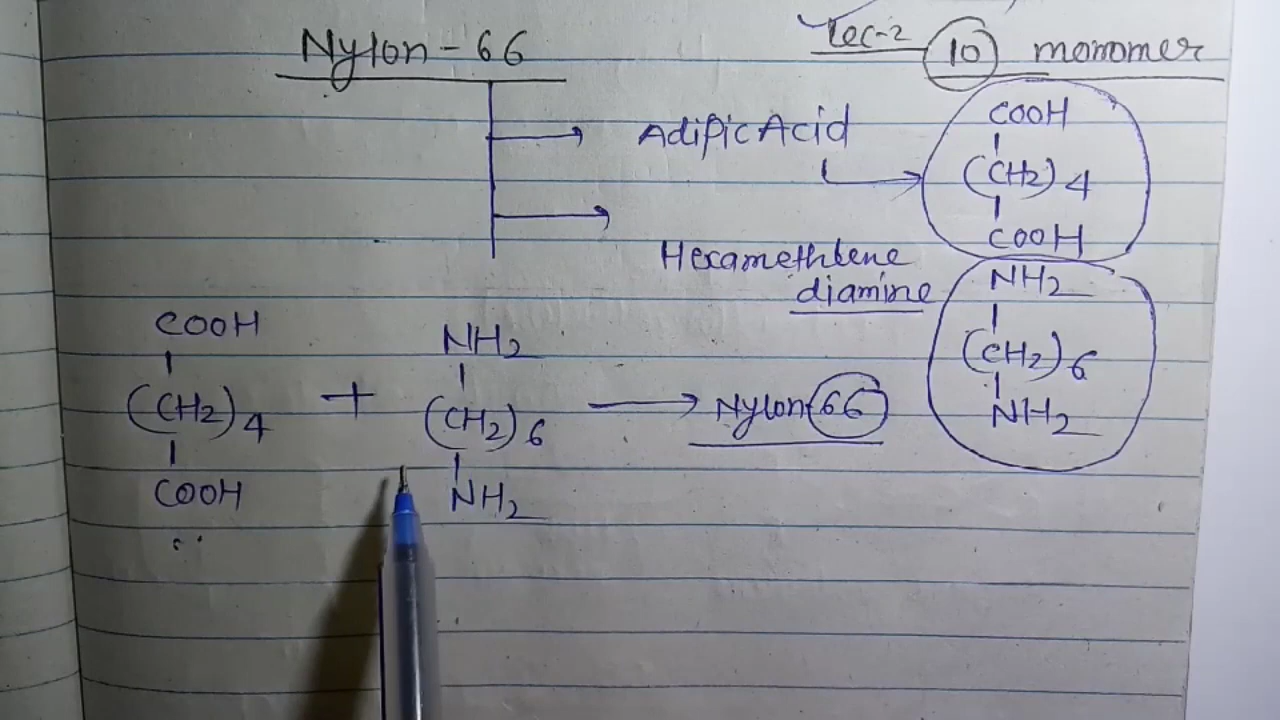 Lec-2 10 monomer
Nylon-66
Adipic Acid
COOH
(CH2)4
COOH
Hexamethlene
diamine
NH2
(CH2)6
NH2
COOH
(CH2)4
COOH
+
NH2
(CH2)6
NH2
→ Nylon-66